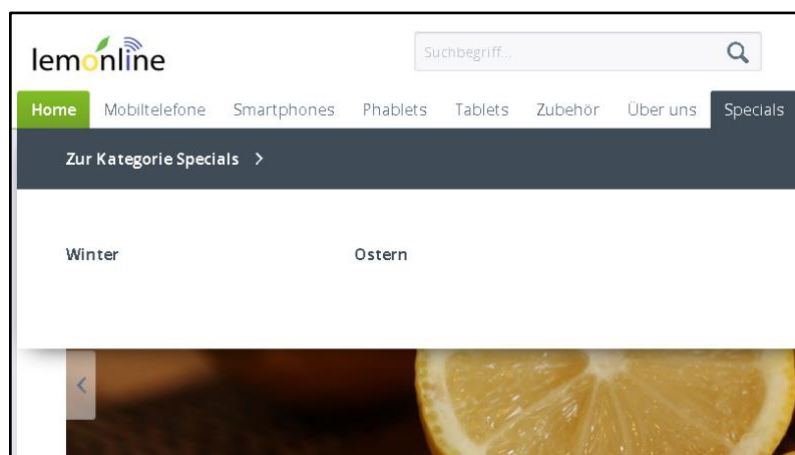 lemonline
Suchbegriff...
Home Mobiltelefone Smartphones Phablets Tablets Zubehör Über uns Specials
Zur Kategorie Specials >
Winter Ostern